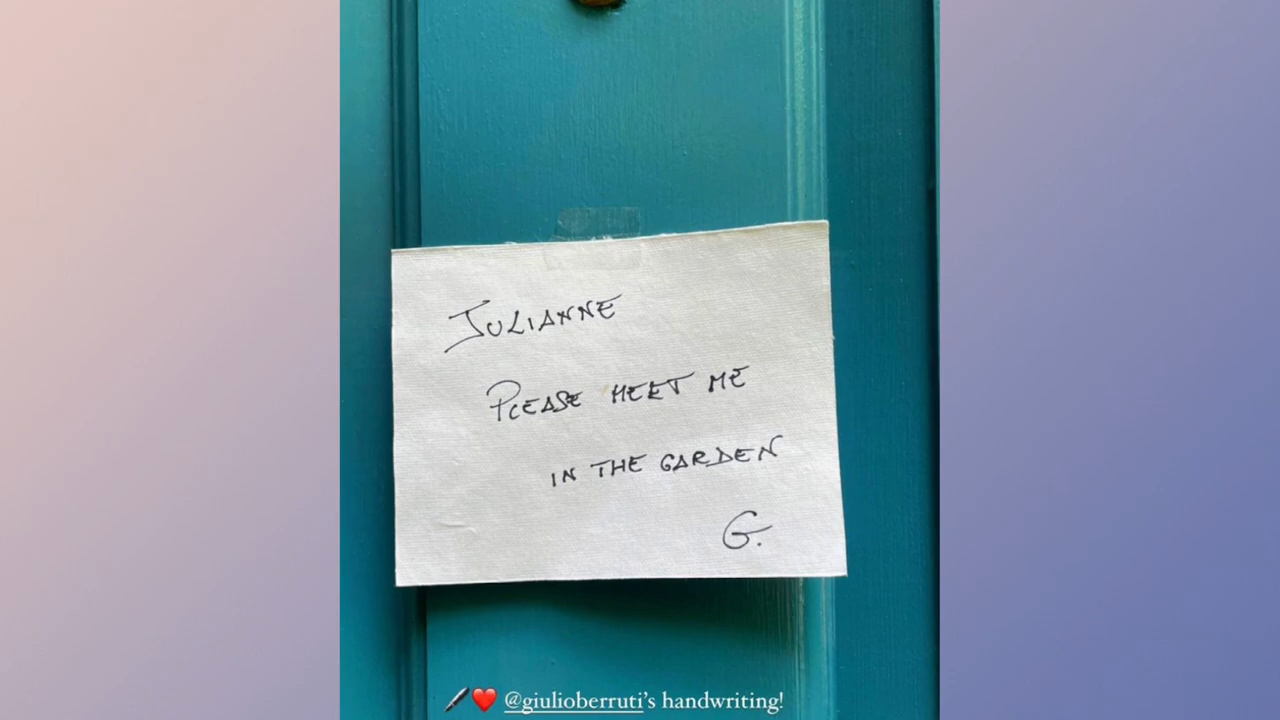 JULIANNE
PLEASE MEET ME
IN THE GARDEN
G.
🖊️❤️ @giulioberruti's handwriting!